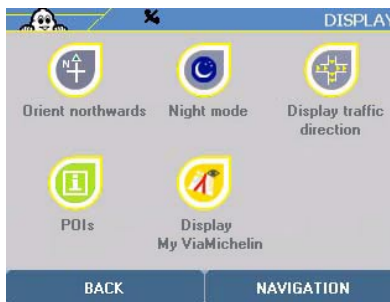 DISPLAY
Orient northwards
Night mode
Display traffic
direction
POIs
Display
My ViaMichelin
BACK
NAVIGATION